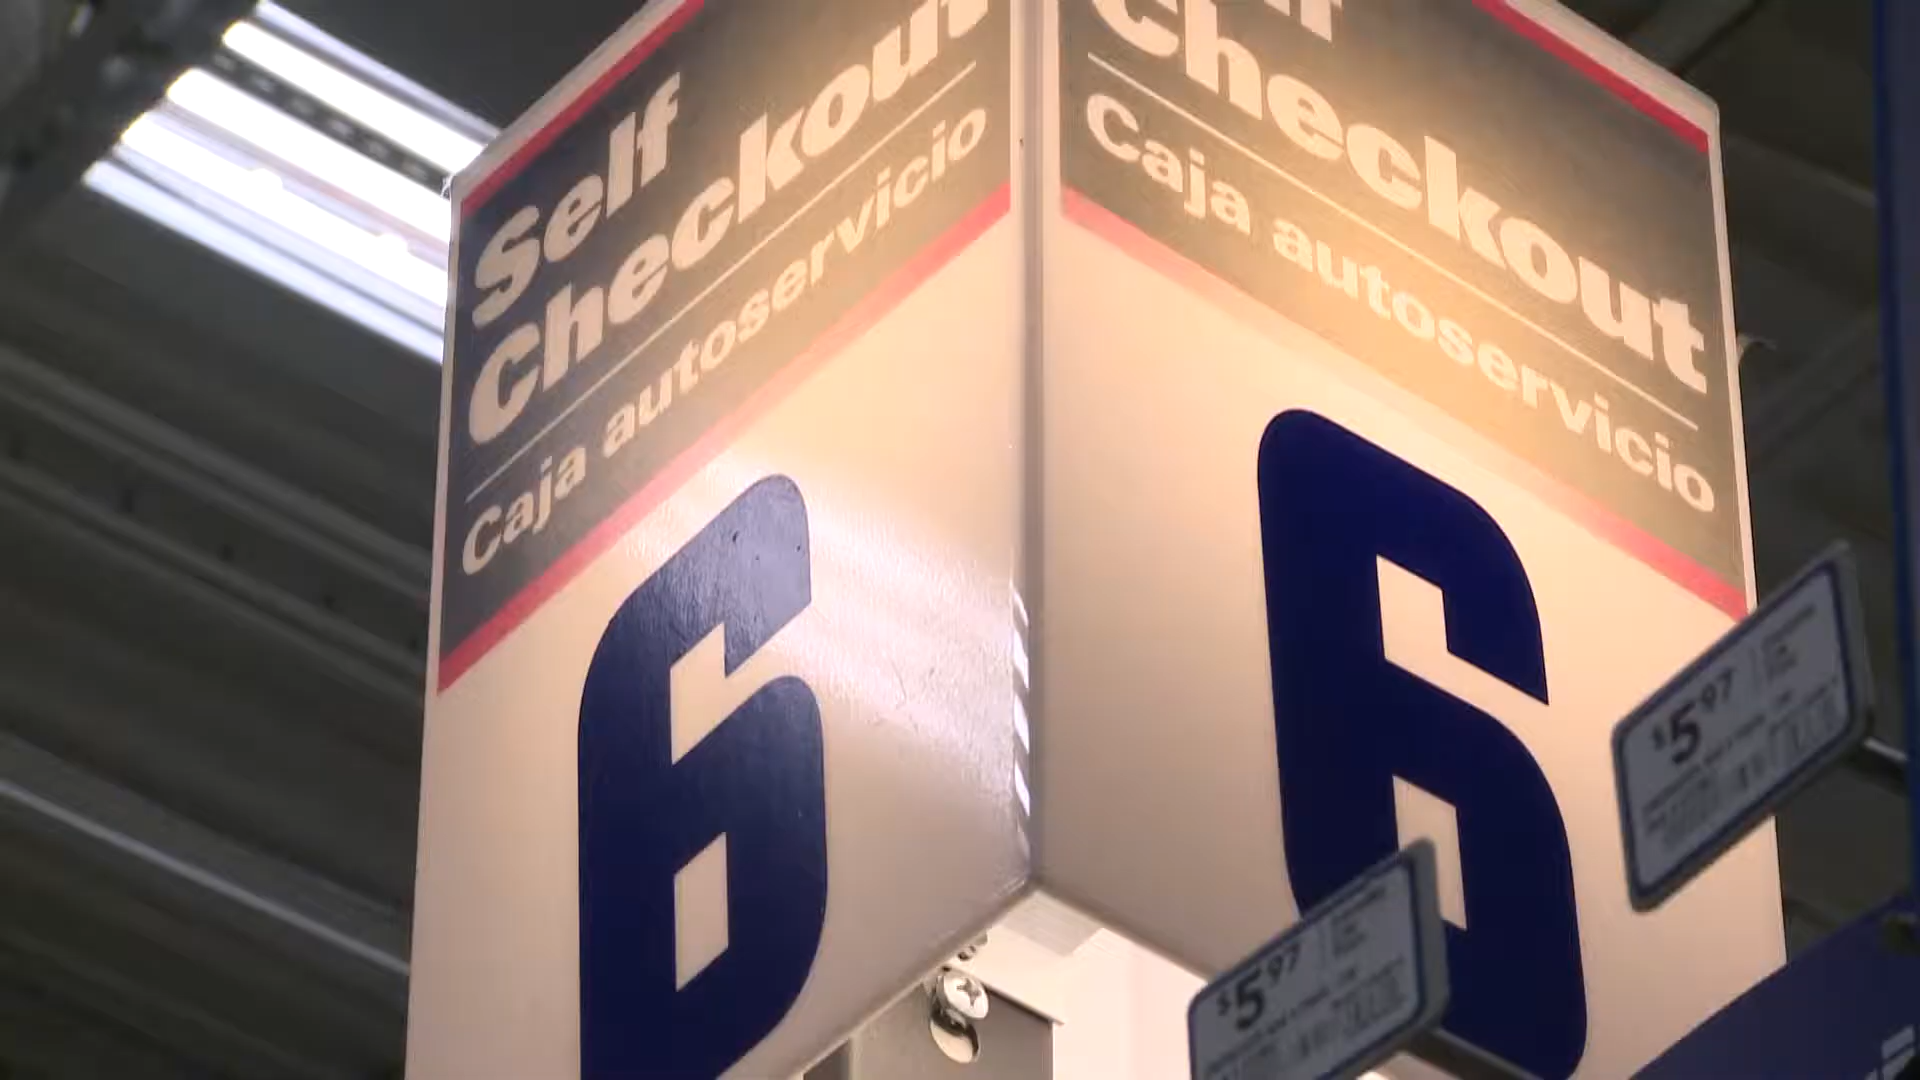 Self
Checkout
Caja autoservicio
6
Checkout
Caja autoservicio
6
$5.97
$5.97